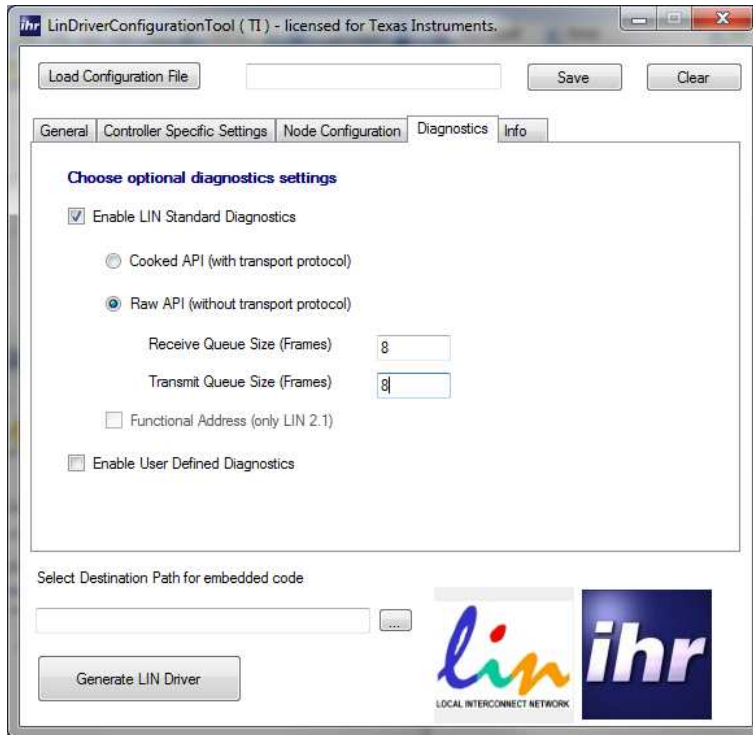 ihr LinDriverConfigurationTool ( TI ) - licensed for Texas Instruments.
Load Configuration File Save Clear
General Controller Specific Settings Node Configuration Diagnostics Info
Choose optional diagnostics settings
Enable LIN Standard Diagnostics
Cooked API (with transport protocol)
Raw API (without transport protocol)
Receive Queue Size (Frames) 8
Transmit Queue Size (Frames) 8
Functional Address (only LIN 2.1)
Enable User Defined Diagnostics
Select Destination Path for embedded code
...
Generate LIN Driver
lin
LOCAL INTERCONNECT NETWORK
ihr